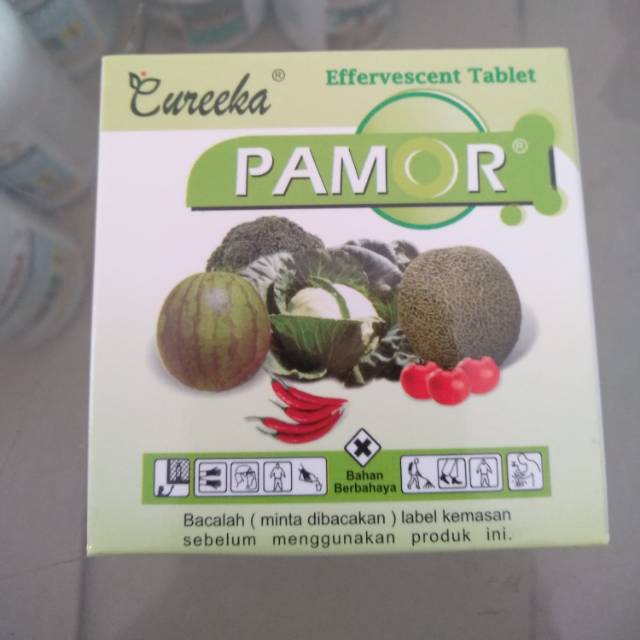 Cureeka®
Effervescent Tablet
PAMOR®
Bahan
Berbahaya
Bacalah ( minta dibacakan ) label kemasan
sebelum menggunakan produk ini.